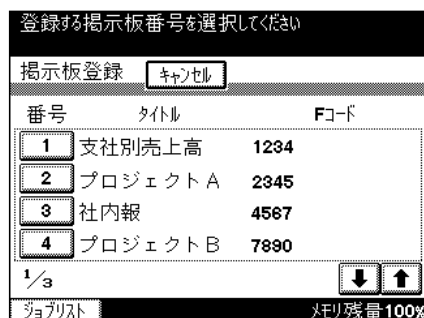 登録する掲示板番号を選択してください
掲示板登録 キャンセル
番号 タイトル Fコード
1 支社別売上高 1234
2 プロジェクトA 2345
3 社内報 4567
4 プロジェクトB 7890
1/3
ジョブリスト メモリ残量100%